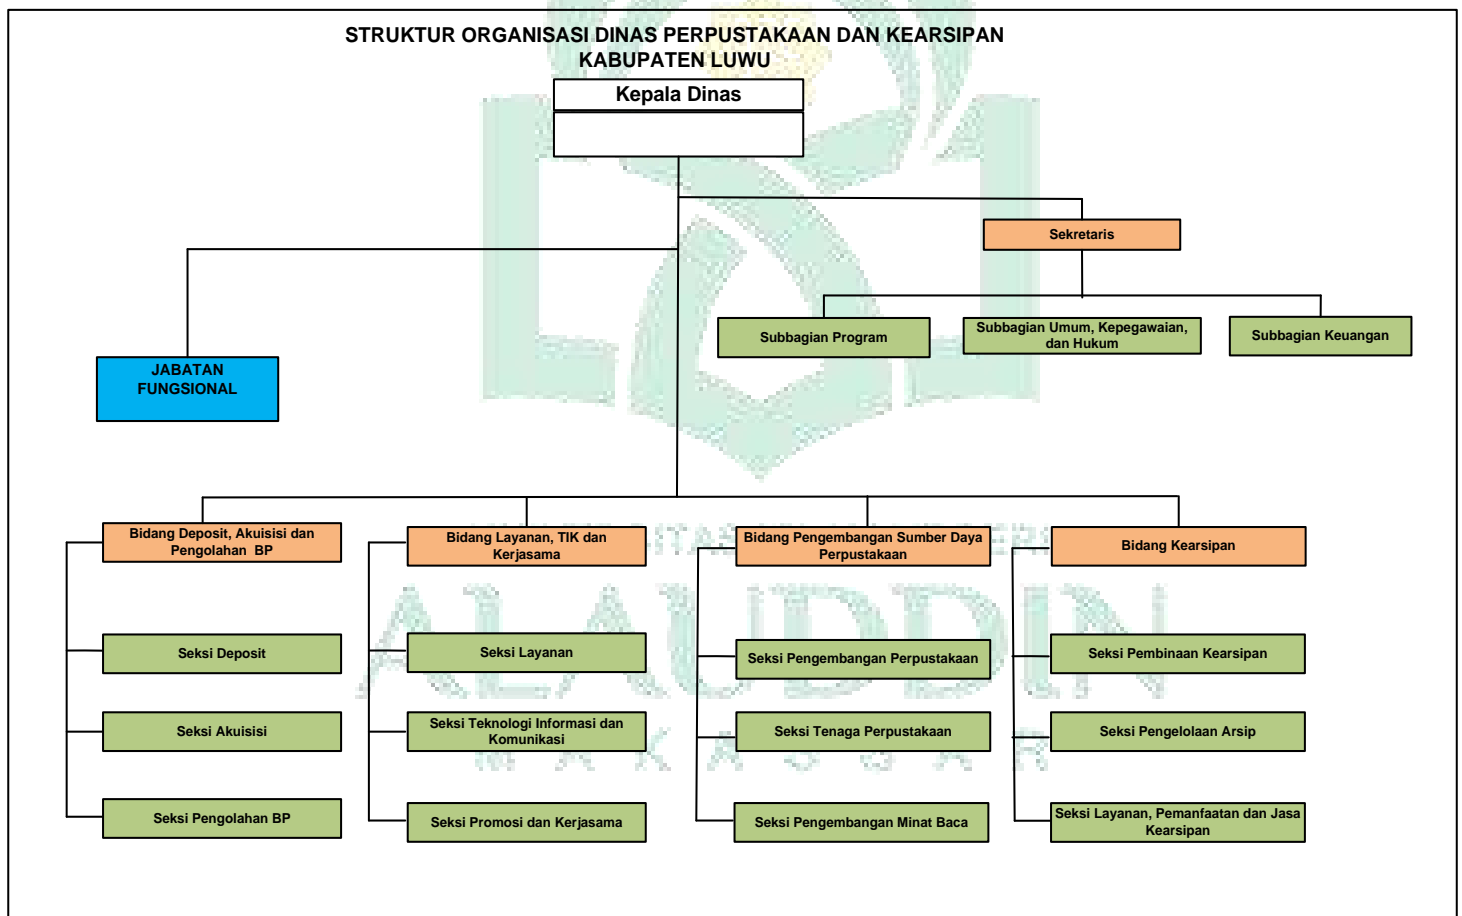 STRUKTUR ORGANISASI DINAS PERPUSTAKAAN DAN KEARSIPAN
KABUPATEN LUWU
Kepala Dinas
Sekretaris
Subbagian Program
Subbagian Umum, Kepegawaian,
dan Hukum
Subbagian Keuangan
JABATAN
FUNGSIONAL
Bidang Deposit, Akuisisi dan
Pengolahan BP
Bidang Layanan, TIK dan
Kerjasama
Bidang Pengembangan Sumber Daya
Perpustakaan
Bidang Kearsipan
Seksi Deposit
Seksi Layanan
Seksi Pengembangan Perpustakaan
Seksi Pembinaan Kearsipan
Seksi Akuisisi
Seksi Teknologi Informasi dan
Komunikasi
Seksi Tenaga Perpustakaan
Seksi Pengelolaan Arsip
Seksi Pengolahan BP
Seksi Promosi dan Kerjasama
Seksi Pengembangan Minat Baca
Seksi Layanan, Pemanfaatan dan Jasa
Kearsipan
ALAUDDIN
M A K A S S A R